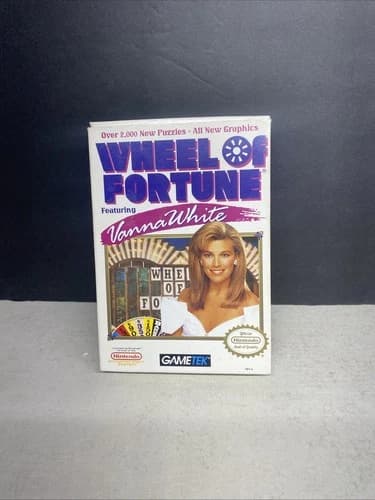 Over 2,000 New Puzzles - All New Graphics
WHEEL OF
FORTUNE
Featuring
Vanna White
WHEE
OF
FO
Nintendo
GAMETEK
Official
Nintendo
Seal of Quality